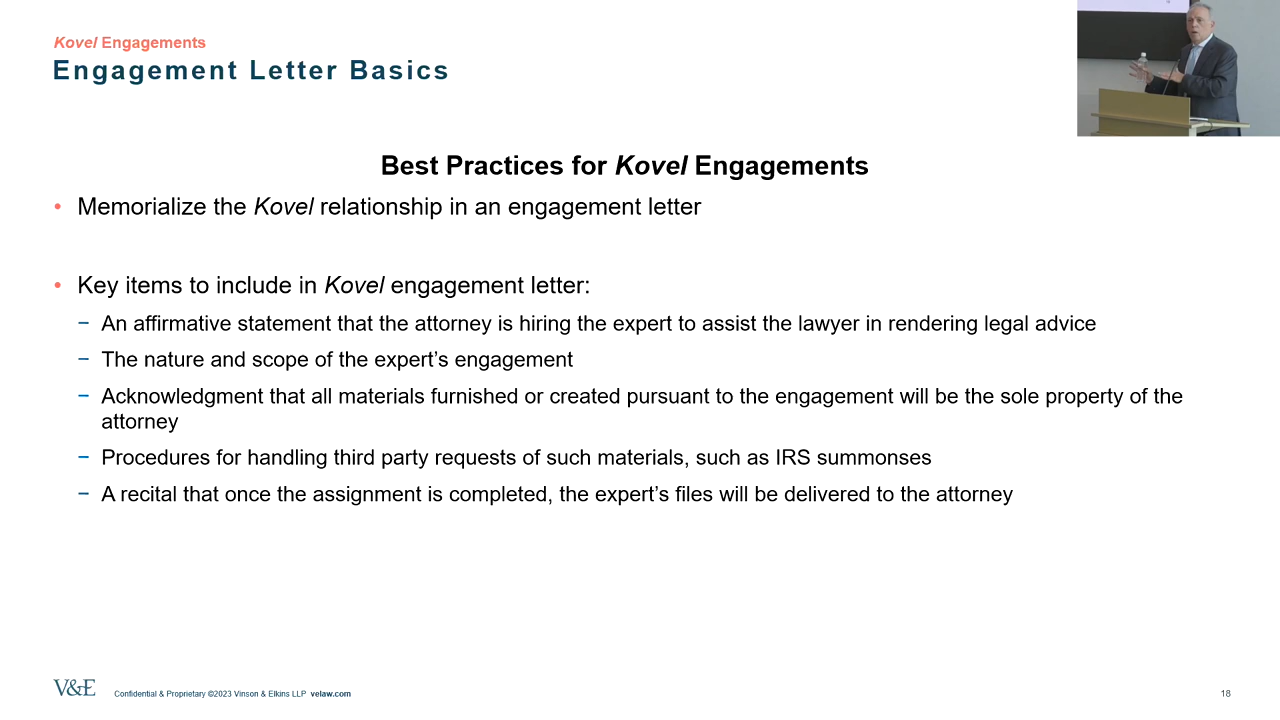 Kovel Engagements
Engagement Letter Basics
Best Practices for Kovel Engagements
• Memorialize the Kovel relationship in an engagement letter
• Key items to include in Kovel engagement letter:
− An affirmative statement that the attorney is hiring the expert to assist the lawyer in rendering legal advice
− The nature and scope of the expert’s engagement
− Acknowledgment that all materials furnished or created pursuant to the engagement will be the sole property of the
attorney
− Procedures for handling third party requests of such materials, such as IRS summonses
− A recital that once the assignment is completed, the expert’s files will be delivered to the attorney
V&E Confidential & Proprietary ©2023 Vinson & Elkins LLP velaw.com 18